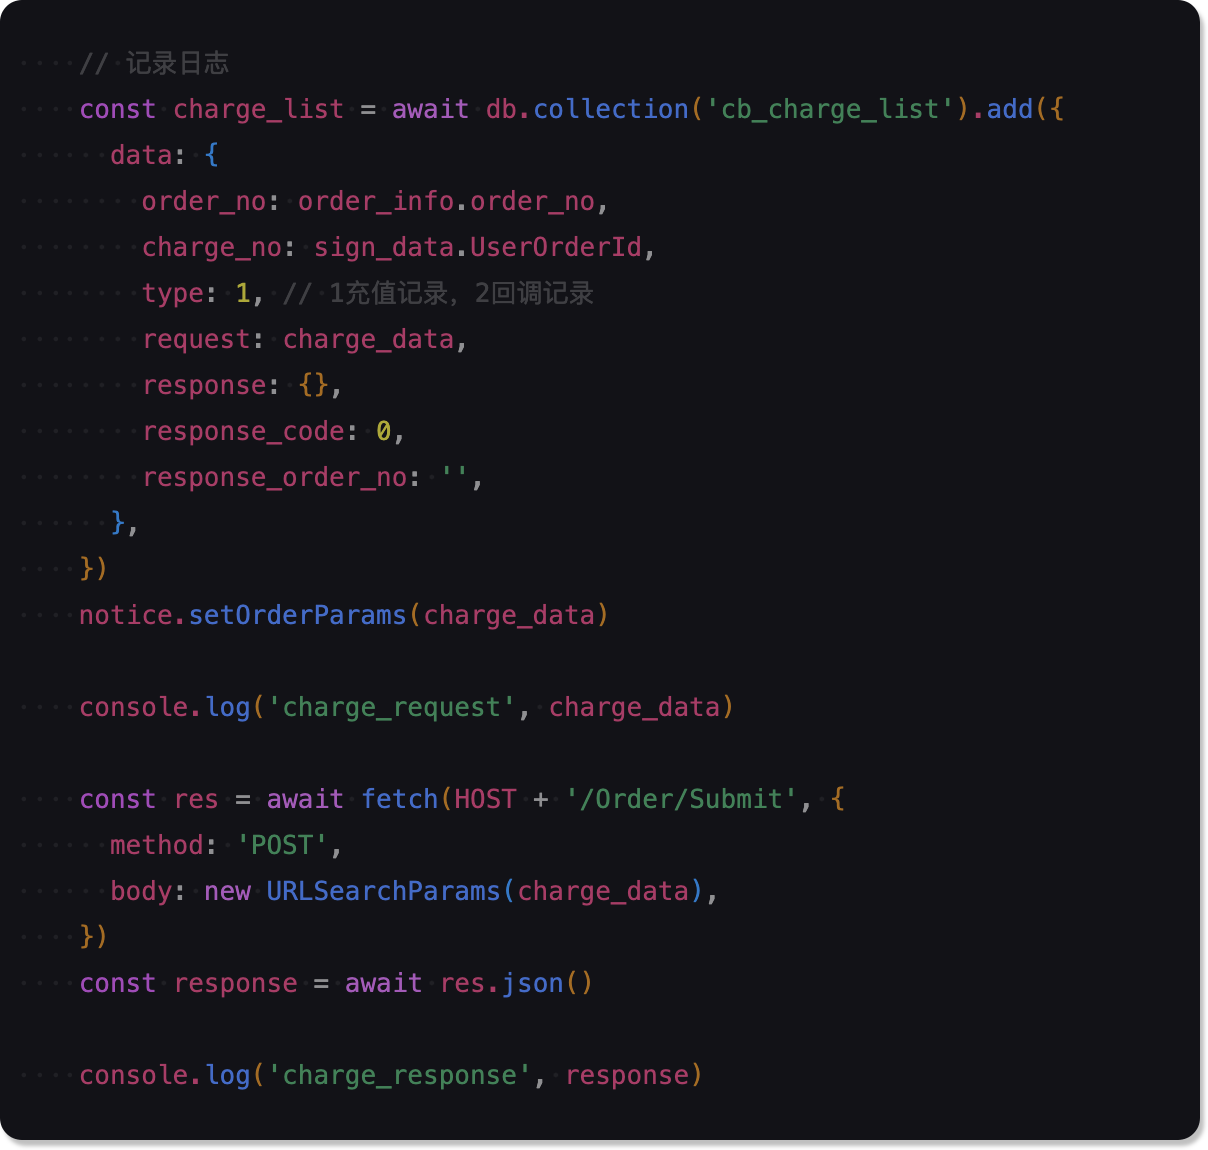 // 记录日志
const charge_list = await db.collection('cb_charge_list').add({
data: {
order_no: order_info.order_no,
charge_no: sign_data.UserOrderId,
type: 1, // 1充值记录，2回调记录
request: charge_data,
response: {},
response_code: 0,
response_order_no: '',
},
})
notice.setOrderParams(charge_data)
console.log('charge_request', charge_data)
const res = await fetch(HOST + '/Order/Submit', {
method: 'POST',
body: new URLSearchParams(charge_data),
})
const response = await res.json()
console.log('charge_response', response)